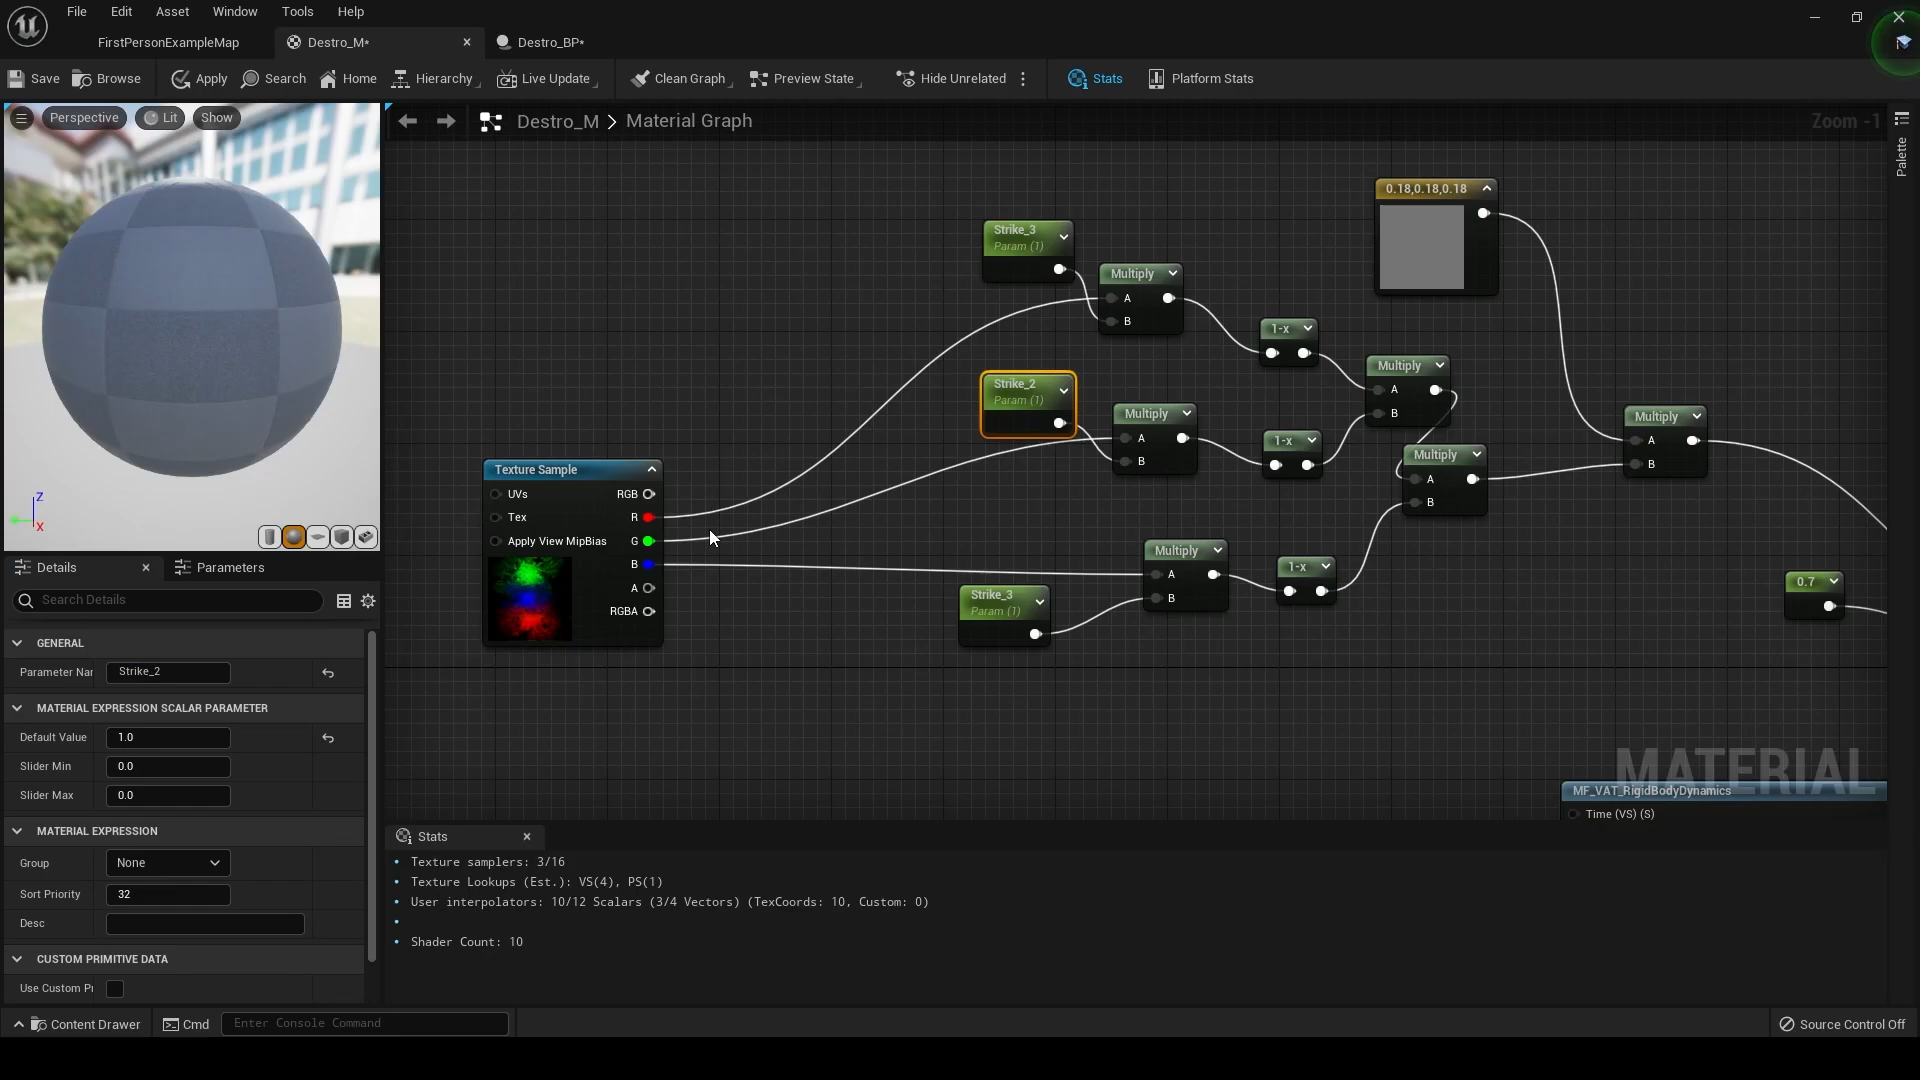 File Edit Asset Window Tools Help
FirstPersonExampleMap Destro_M* Destro_BP*
Save Browse Apply Search Home Hierarchy Live Update Clean Graph Preview State Hide Unrelated Stats Platform Stats
Perspective Lit Show
Destro_M > Material Graph
Zoom -1
Palette
0.18,0.18,0.18
Strike_3
Param (1)
Multiply
A
B
1-x
Multiply
A
B
Strike_2
Param (1)
Multiply
A
B
1-x
Multiply
A
B
Multiply
A
B
Texture Sample
UVs RGB
Tex R
Apply View MipBias G
B
A
RGBA
Multiply
A
B
1-x
Strike_3
Param (1)
0.7
Z
X
MATERIAL
MF_VAT_RigidBodyDynamics
Time (VS) (S)
Details Parameters
Search Details
GENERAL
Parameter Nar Strike_2
MATERIAL EXPRESSION SCALAR PARAMETER
Default Value 1.0
Slider Min 0.0
Slider Max 0.0
MATERIAL EXPRESSION
Group None
Sort Priority 32
Desc
CUSTOM PRIMITIVE DATA
Use Custom Pr
Stats
• Texture samplers: 3/16
• Texture Lookups (Est.): VS(4), PS(1)
• User interpolators: 10/12 Scalars (3/4 Vectors) (TexCoords: 10, Custom: 0)
•
• Shader Count: 10
Content Drawer Cmd Enter Console Command Source Control Off